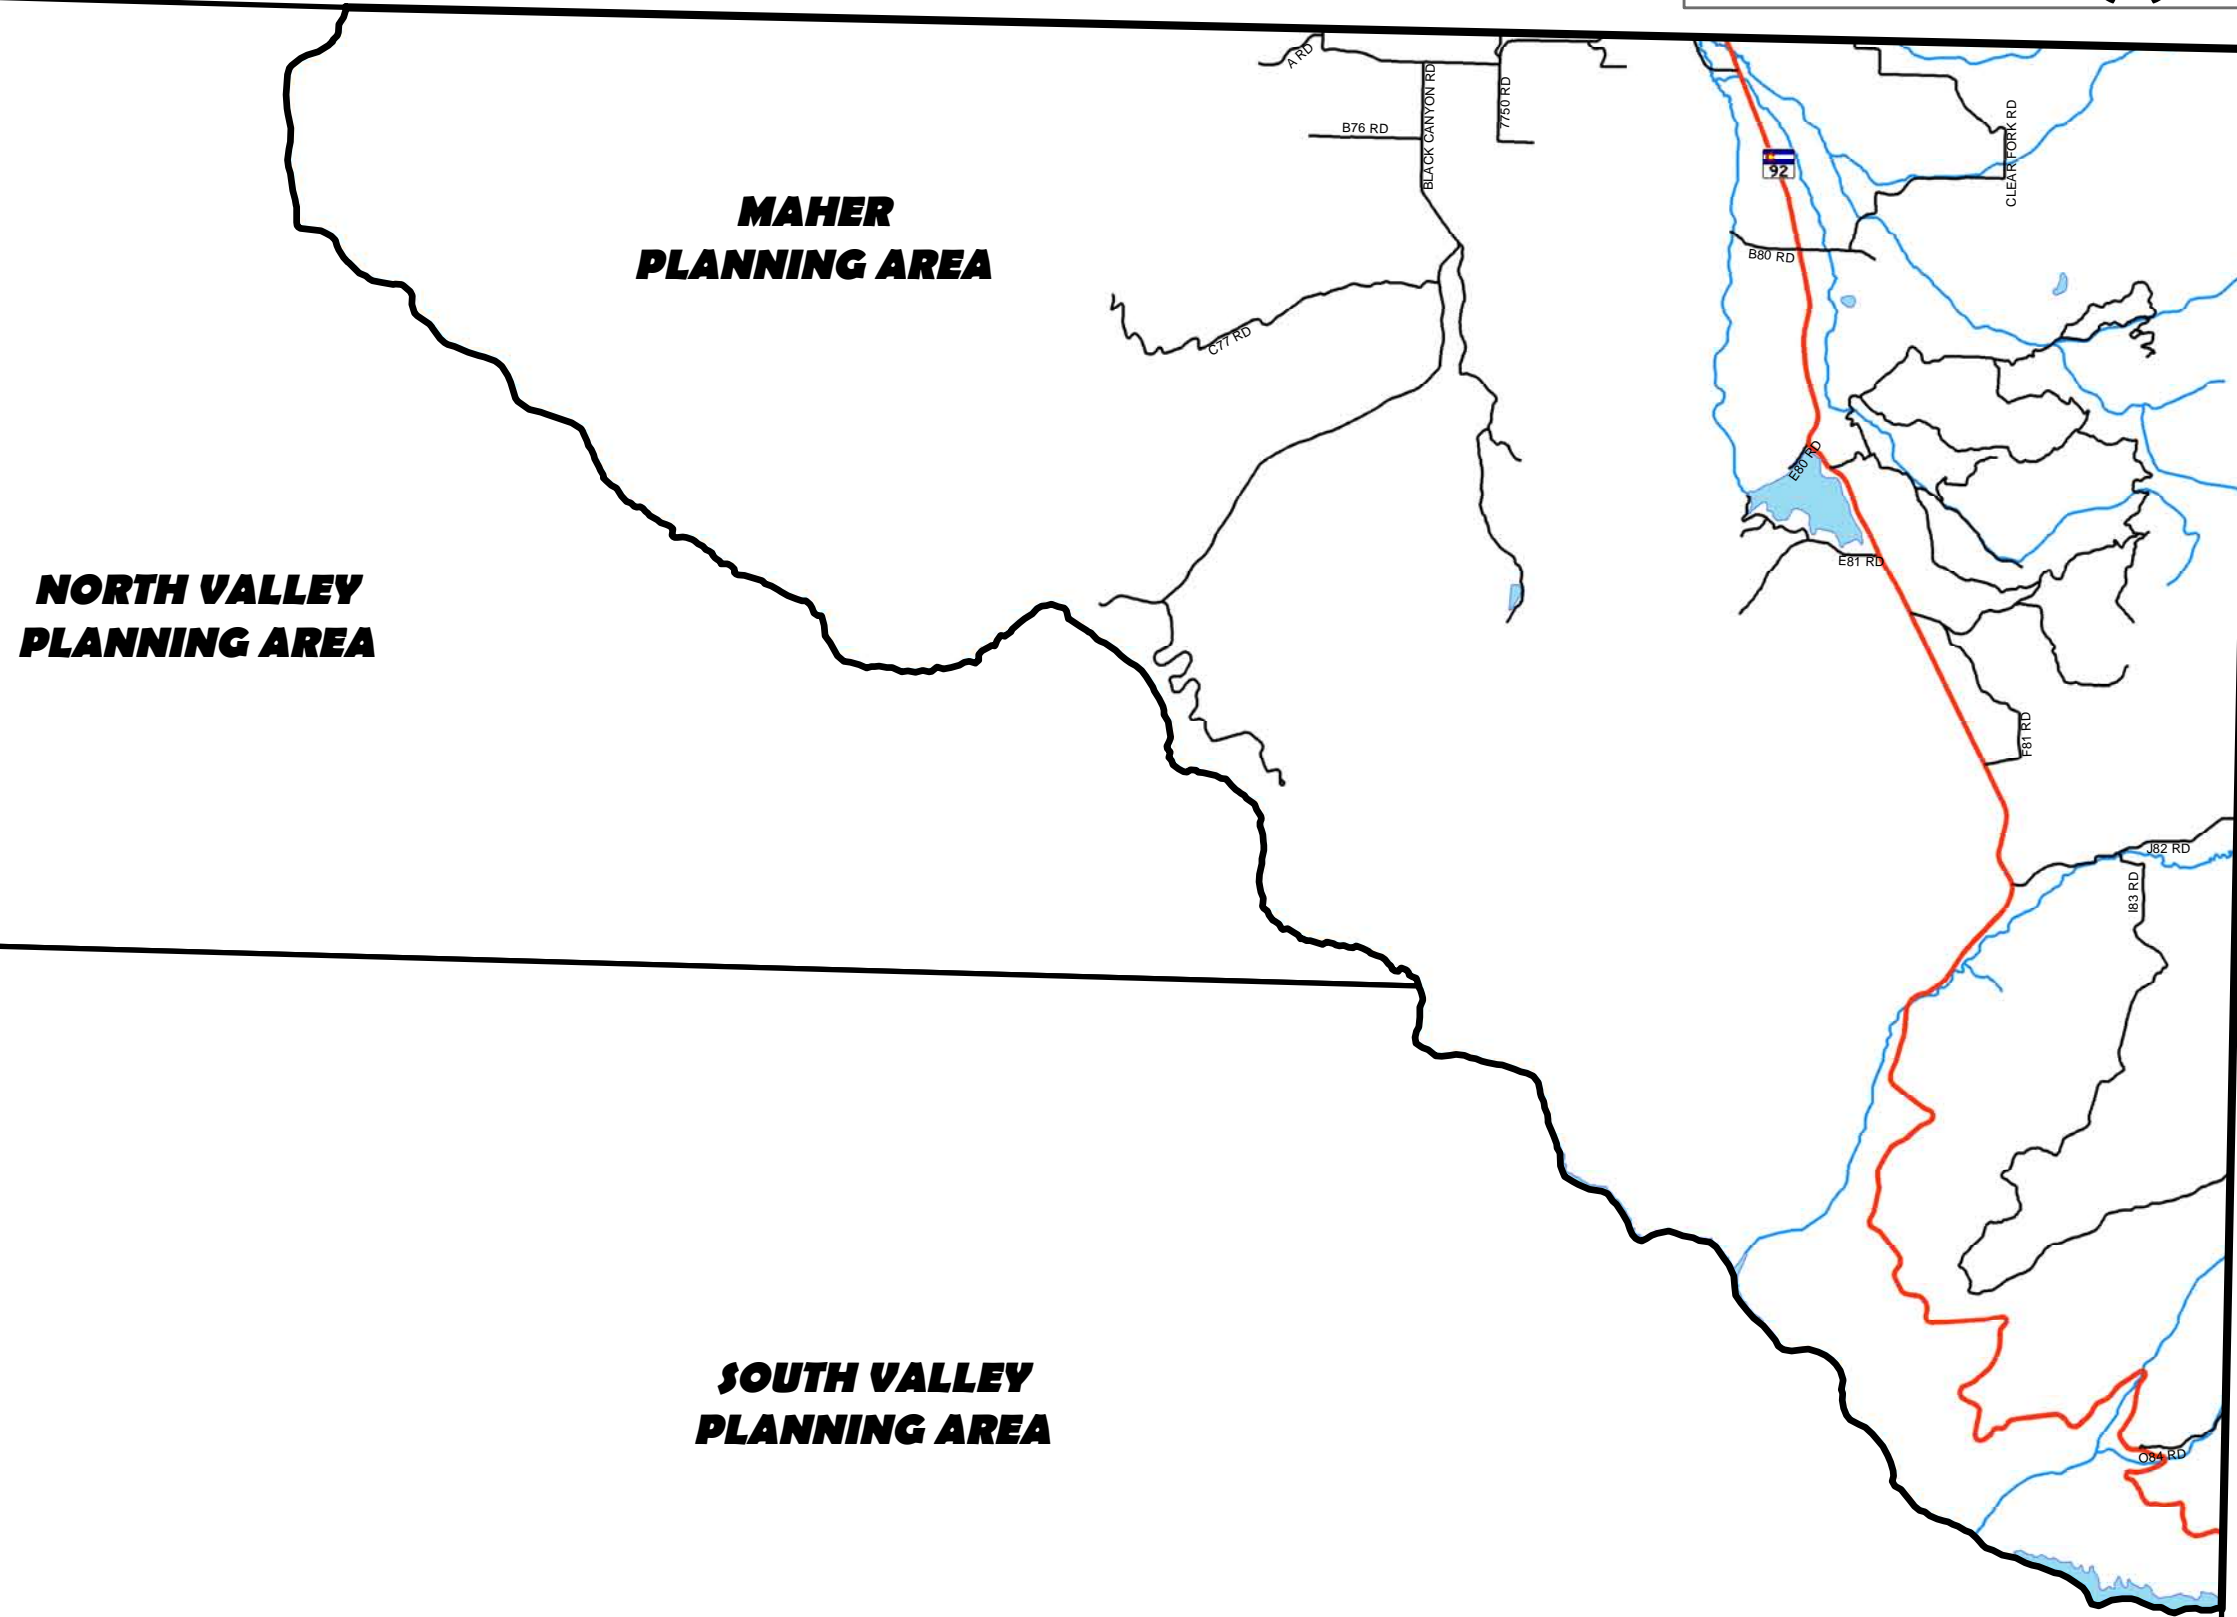 A RD
BLACK CANYON RD
7750 RD
B76 RD
CLEAR FORK RD
92
MAHER
PLANNING AREA
B80 RD
C77 RD
E80 RD
E81 RD
NORTH VALLEY
PLANNING AREA
F81 RD
J82 RD
I83 RD
SOUTH VALLEY
PLANNING AREA
O84 RD